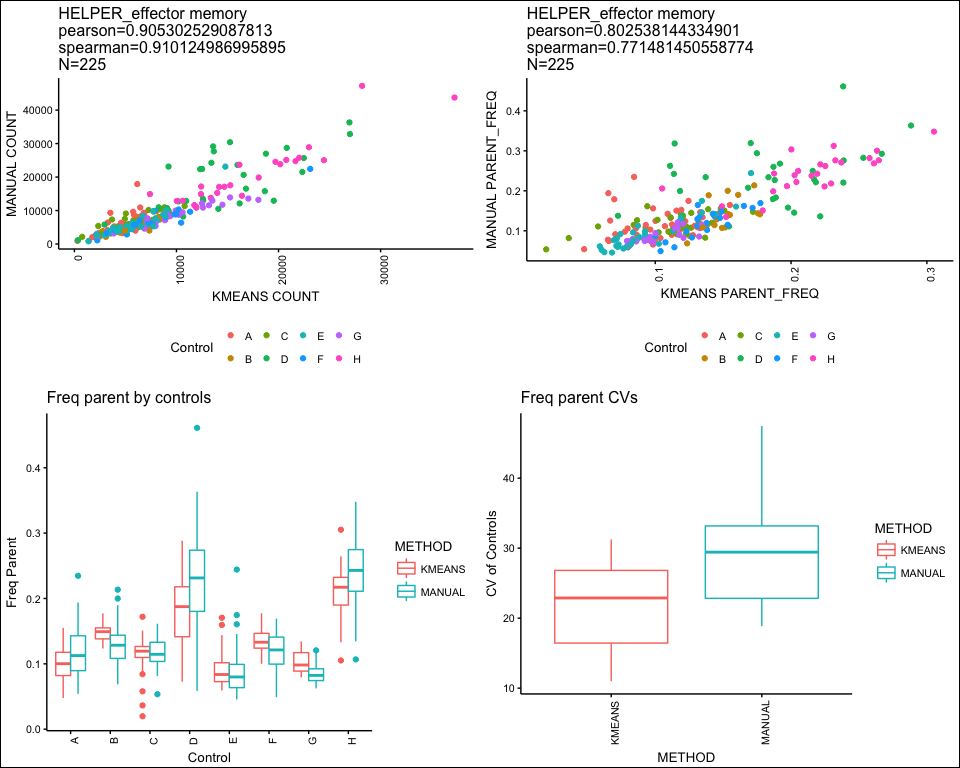 HELPER_effector memory
pearson=0.905302529087813
spearman=0.910124986995895
N=225
MANUAL COUNT
40000
30000
20000
10000
0
0
10000
20000
30000
KMEANS COUNT
Control
A
C
E
G
B
D
F
H
HELPER_effector memory
pearson=0.802538144334901
spearman=0.771481450558774
N=225
MANUAL PARENT_FREQ
0.4
0.3
0.2
0.1
0.1
0.2
0.3
KMEANS PARENT_FREQ
Control
A
C
E
G
B
D
F
H
Freq parent by controls
Freq Parent
0.4
0.3
0.2
0.1
0.0
A
B
C
D
E
F
G
H
Control
METHOD
KMEANS
MANUAL
Freq parent CVs
CV of Controls
40
30
20
10
KMEANS
MANUAL
METHOD
METHOD
KMEANS
MANUAL